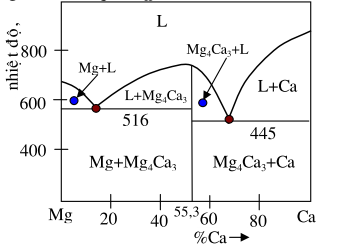 L
nhiệt độ,
800
600
400
Mg+L
Mg₄Ca₃+L
L+Mg₄Ca₃
L+Ca
516
445
Mg+Mg₄Ca₃
Mg₄Ca₃+Ca
Mg 20 40 55,3 60 80 Ca
%Ca